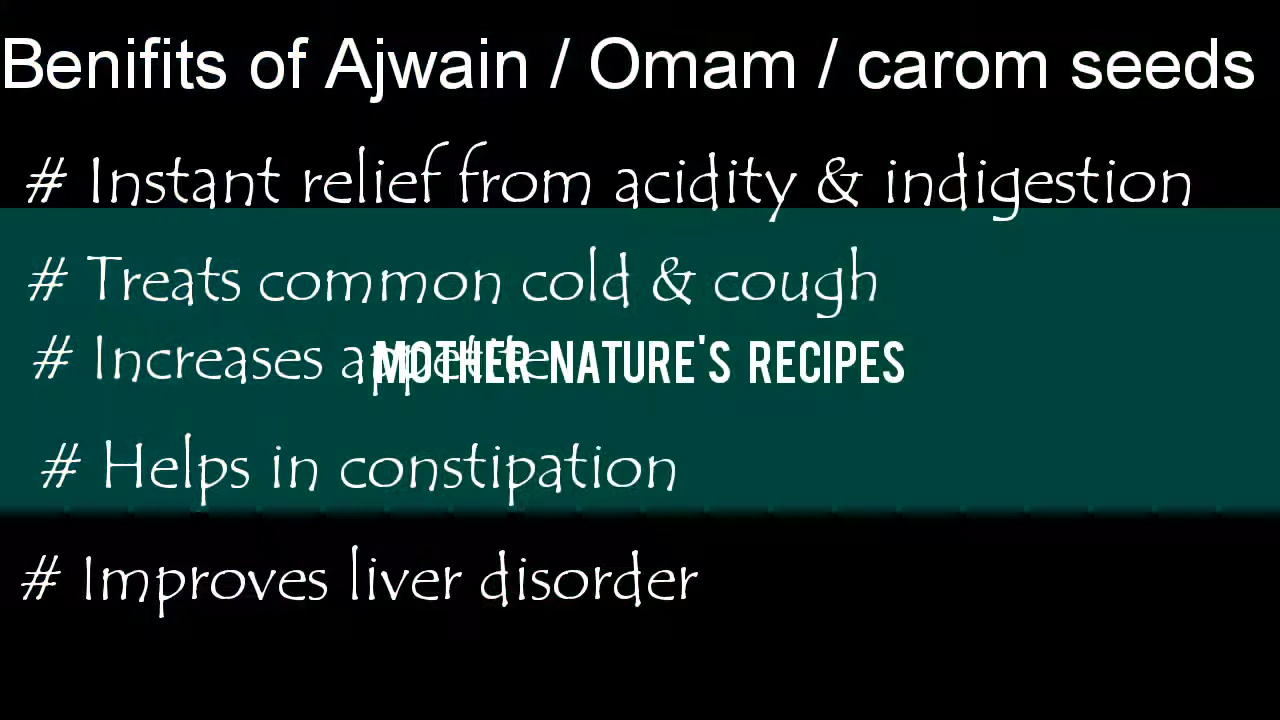 Benifits of Ajwain / Omam / carom seeds
# Instant relief from acidity & indigestion
# Treats common cold & cough
# Increases appetite
MOTHER NATURE'S RECIPES
# Helps in constipation
# Improves liver disorder